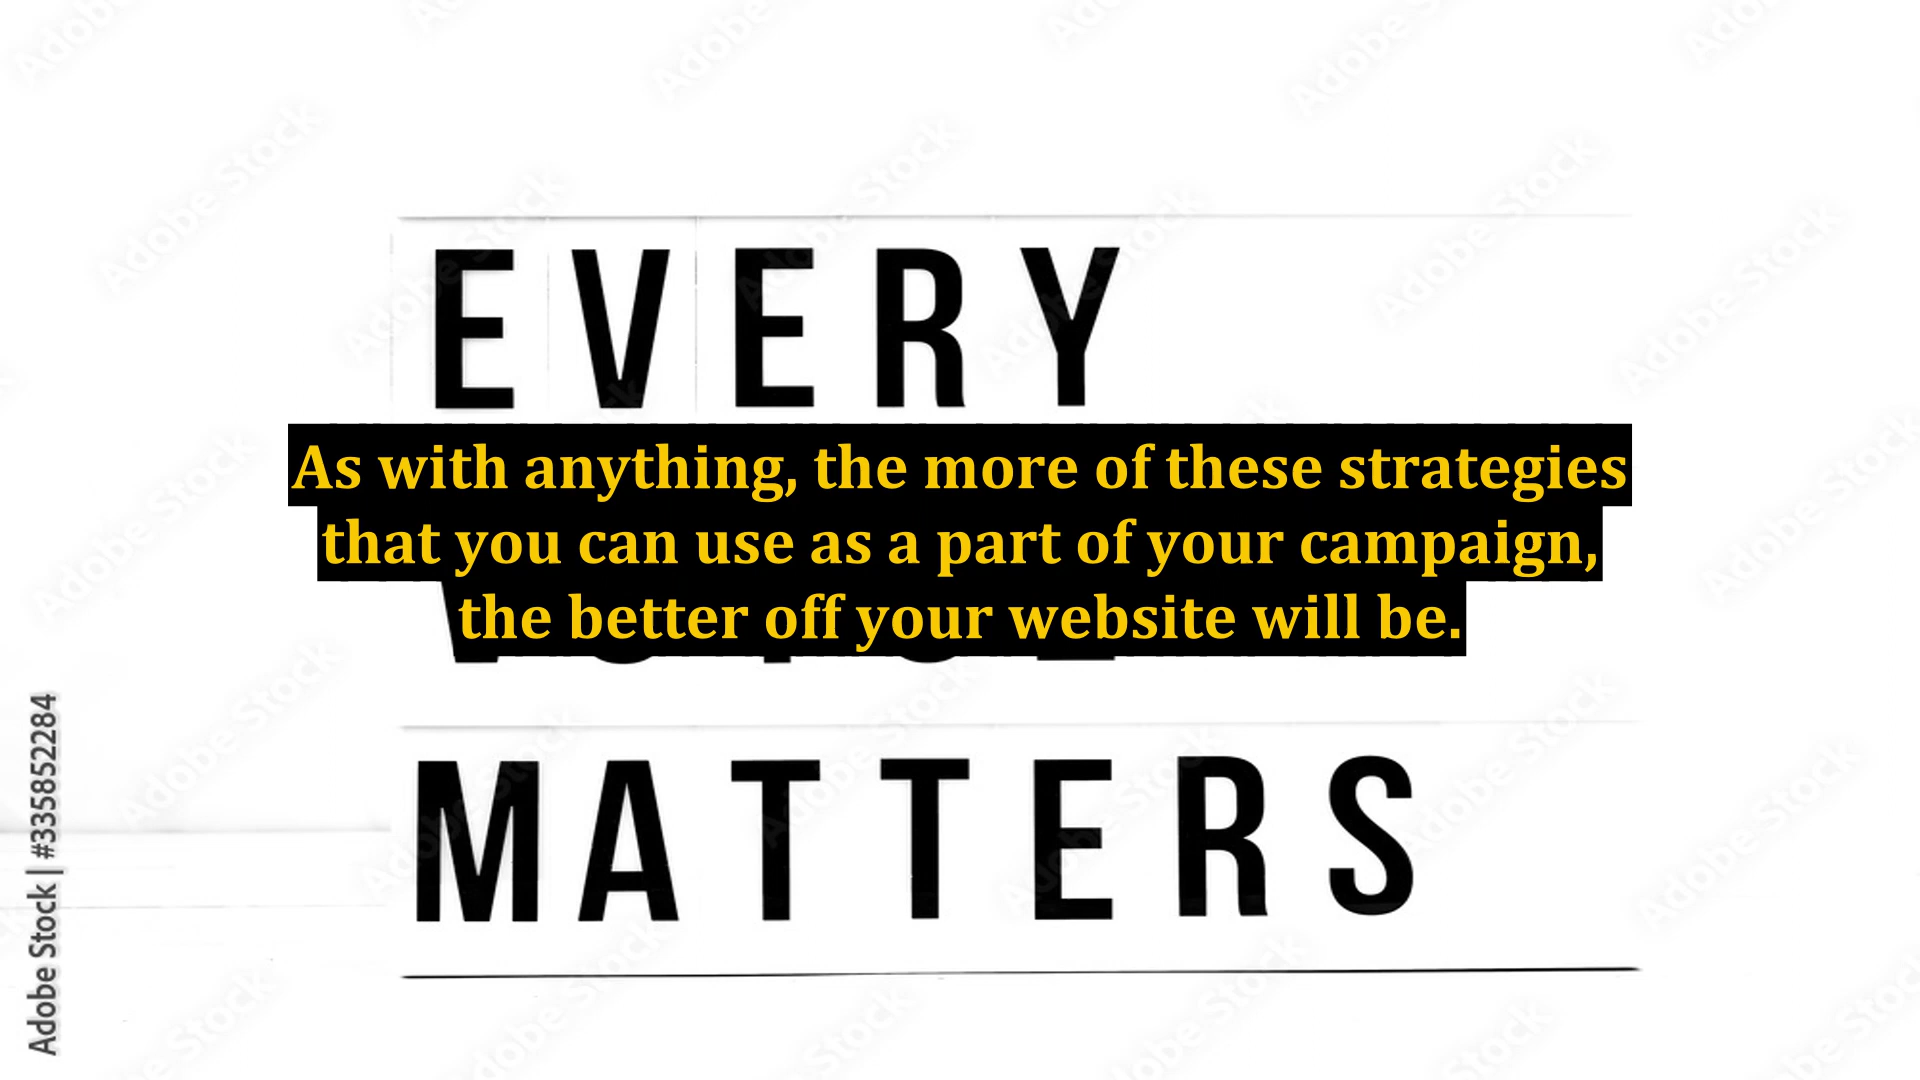 EVERY
As with anything, the more of these strategies
that you can use as a part of your campaign,
the better off your website will be.
MATTERS
Adobe Stock | #335852284